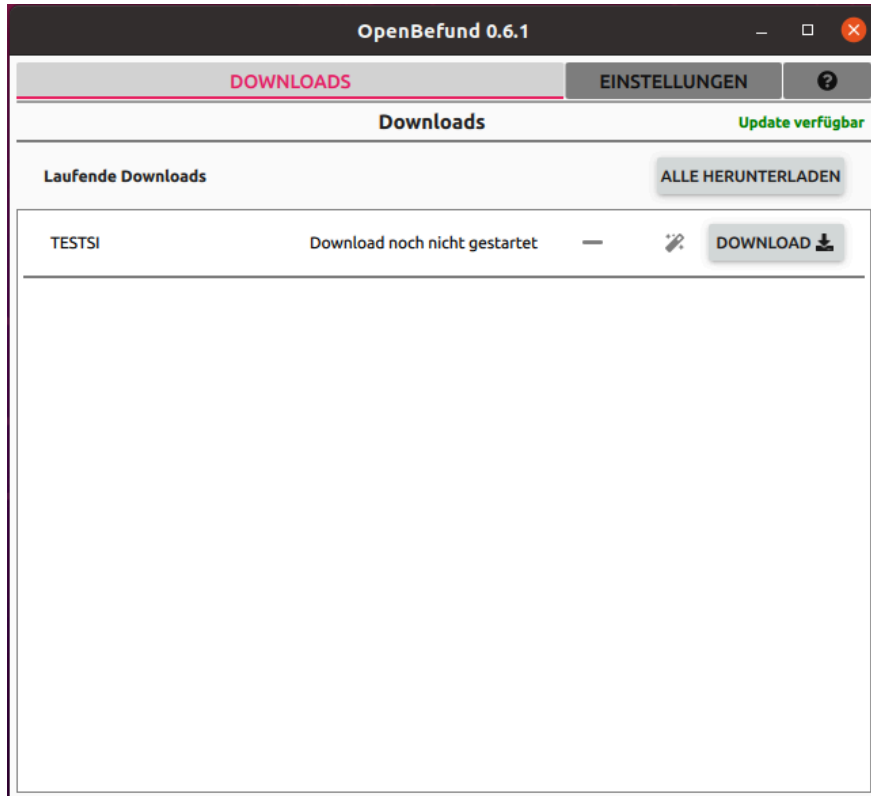 OpenBefund 0.6.1
DOWNLOADS EINSTELLUNGEN
Downloads Update verfügbar
Laufende Downloads ALLE HERUNTERLADEN
TESTSI Download noch nicht gestartet DOWNLOAD